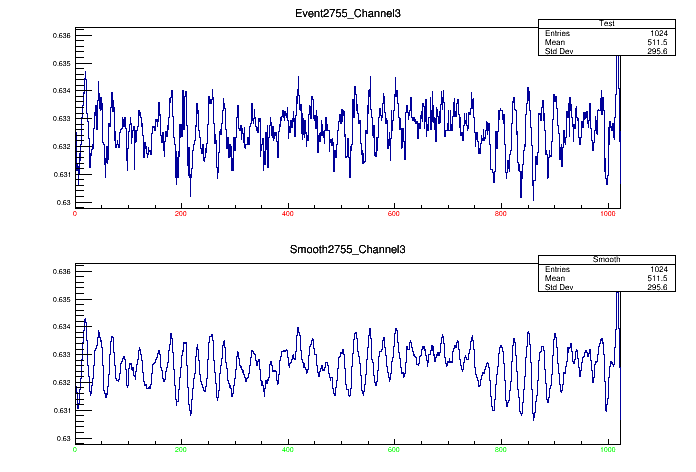 Event2755_Channel3
Test
Entries 1024
Mean 511.5
Std Dev 295.6
0.636
0.635
0.634
0.633
0.632
0.631
0.63
0 200 400 600 800 1000
Smooth2755_Channel3
Smooth
Entries 1024
Mean 511.5
Std Dev 295.6
0.636
0.635
0.634
0.633
0.632
0.631
0.63
0 200 400 600 800 1000